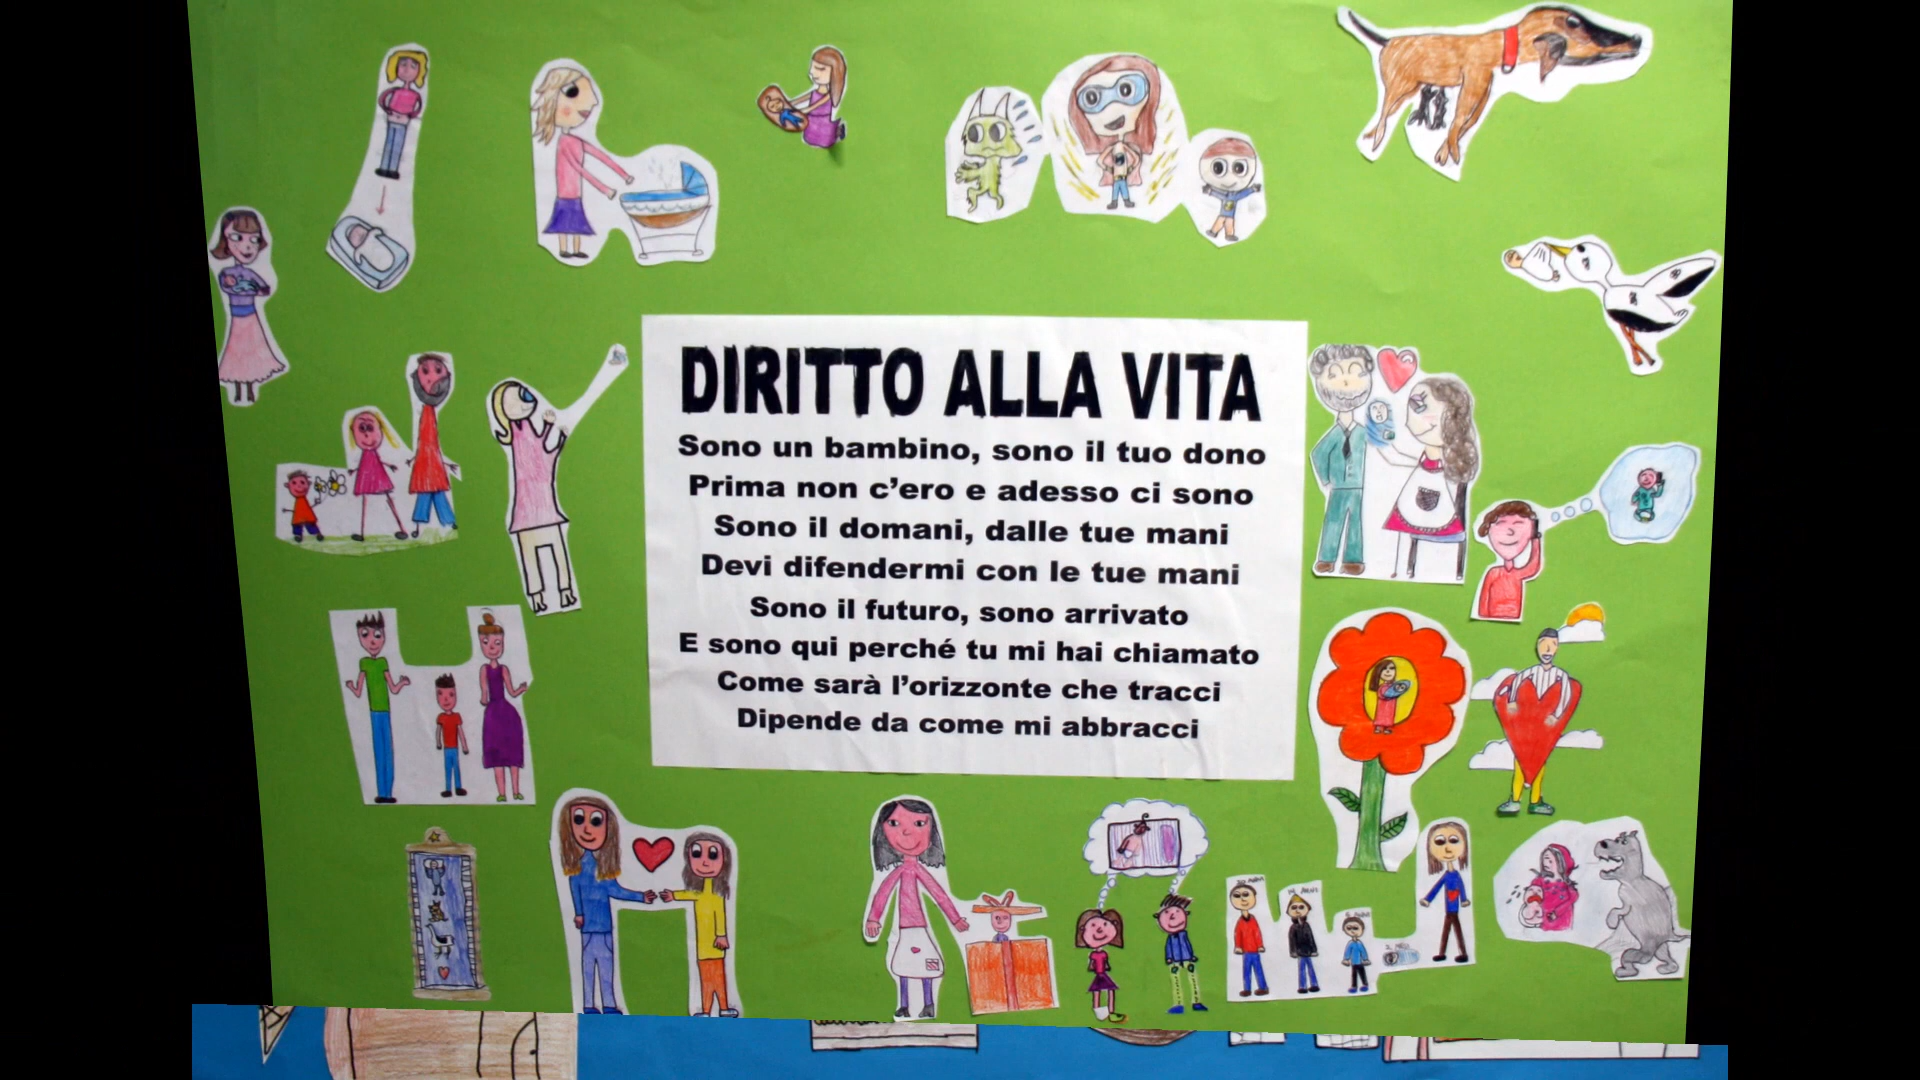 DIRITTO ALLA VITA
Sono un bambino, sono il tuo dono
Prima non c’ero e adesso ci sono
Sono il domani, dalle tue mani
Devi difendermi con le tue mani
Sono il futuro, sono arrivato
E sono qui perché tu mi hai chiamato
Come sarà l’orizzonte che tracci
Dipende da come mi abbracci